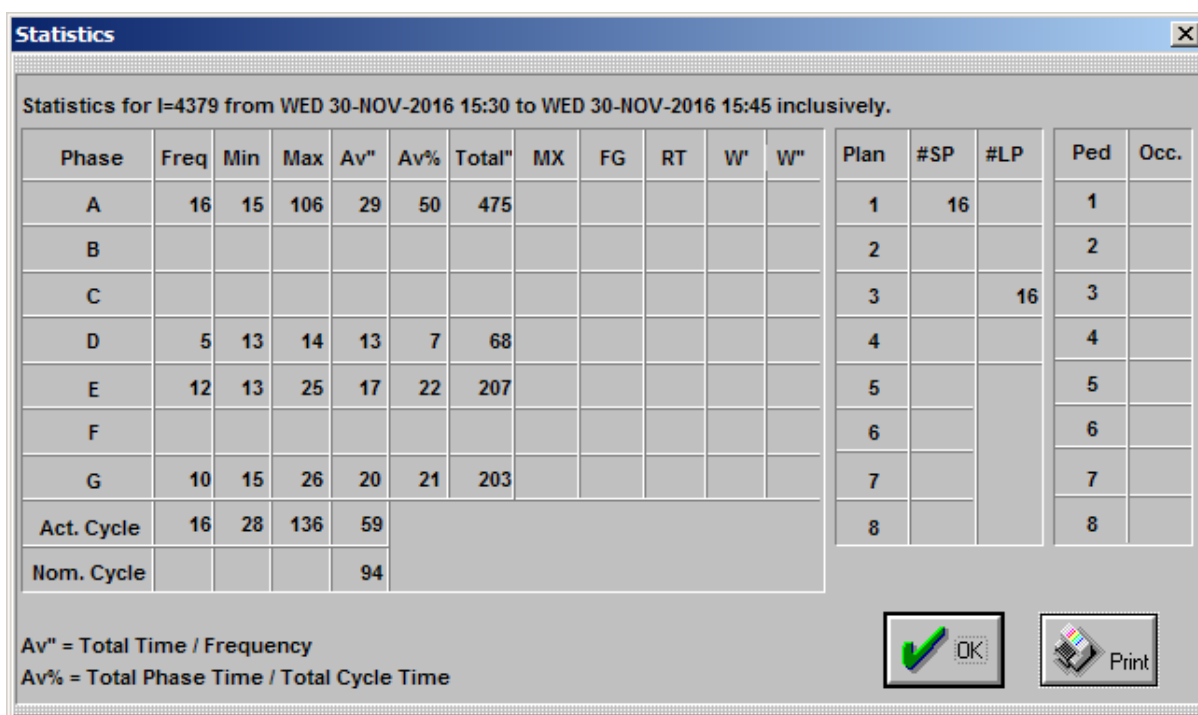 Statistics
Statistics for I=4379 from WED 30-NOV-2016 15:30 to WED 30-NOV-2016 15:45 inclusively.
Phase Freq Min Max Av" Av% Total" MX FG RT W' W"
A 16 15 106 29 50 475
B
C
D 5 13 14 13 7 68
E 12 13 25 17 22 207
F
G 10 15 26 20 21 203
Act. Cycle 16 28 136 59
Nom. Cycle 94
Plan #SP #LP
1 16
2
3 16
4
5
6
7
8
Ped Occ.
1
2
3
4
5
6
7
8
Av" = Total Time / Frequency
Av% = Total Phase Time / Total Cycle Time
OK
Print